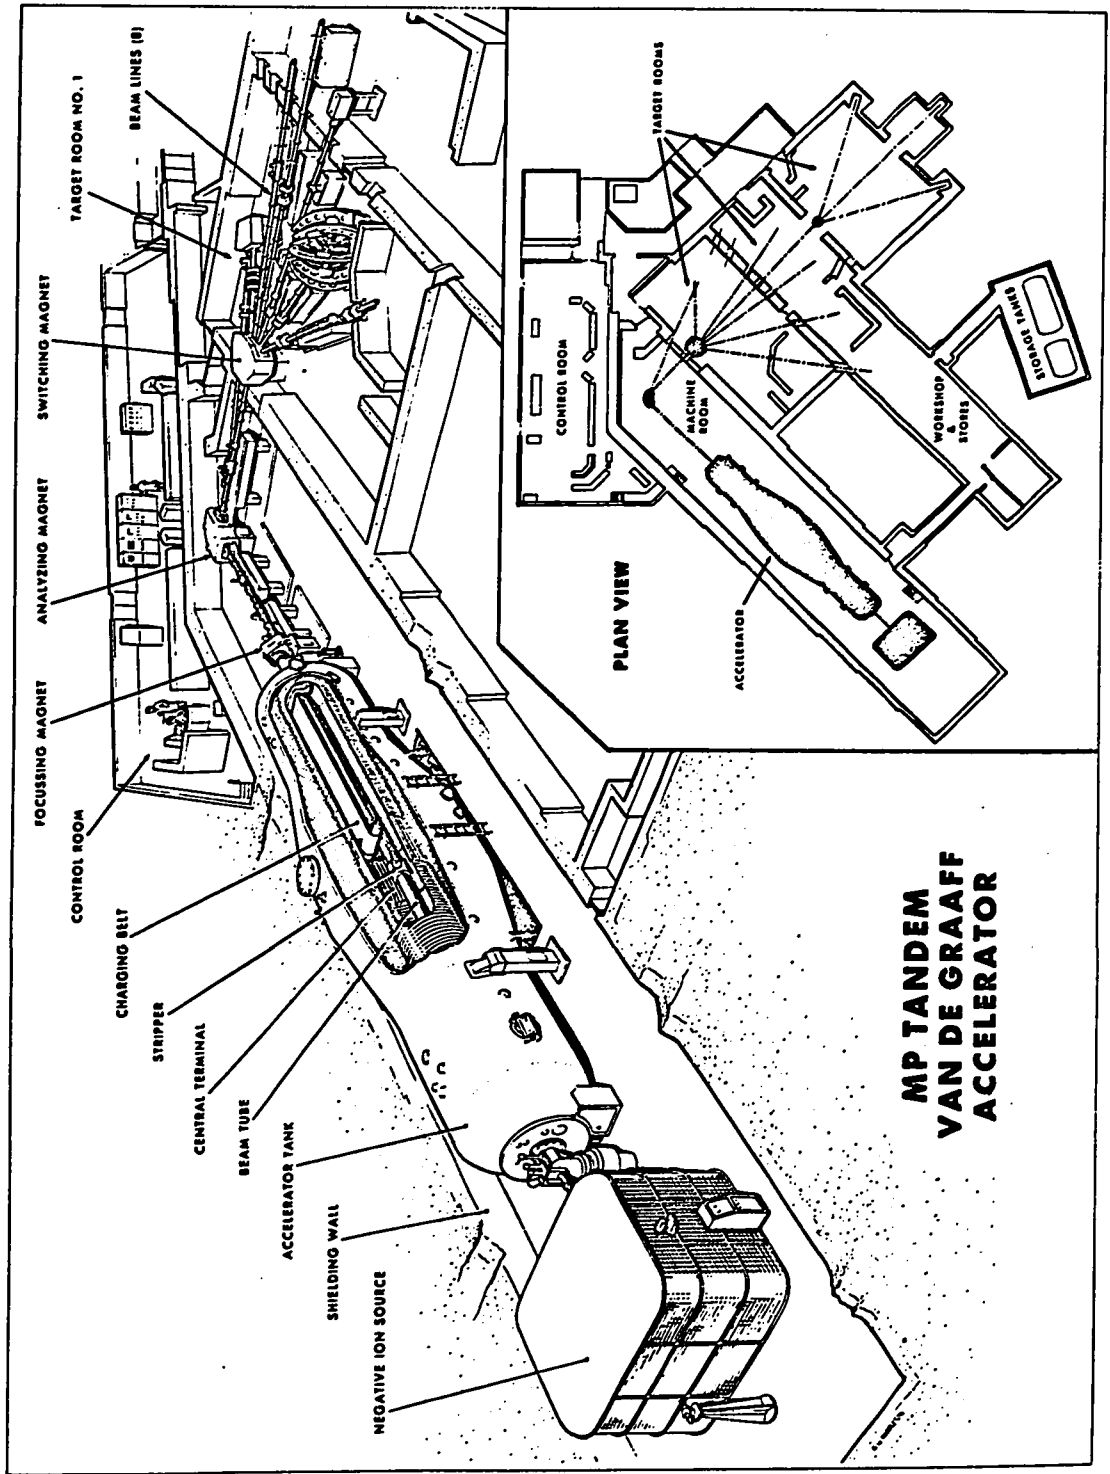 NEGATIVE ION SOURCE
SHIELDING WALL
ACCELERATOR TANK
BEAM TUBE
CENTRAL TERMINAL
STRIPPER
CHARGING BELT
CONTROL ROOM
FOCUSSING MAGNET
ANALYZING MAGNET
SWITCHING MAGNET
TARGET ROOM NO. 1
BEAM LINES (8)
MP TANDEM
VAN DE GRAAFF
ACCELERATOR
PLAN VIEW
ACCELERATOR
CONTROL ROOM
MACHINE
ROOM
TARGET ROOMS
WORKSHOP
&
STORES
STORAGE TANKS